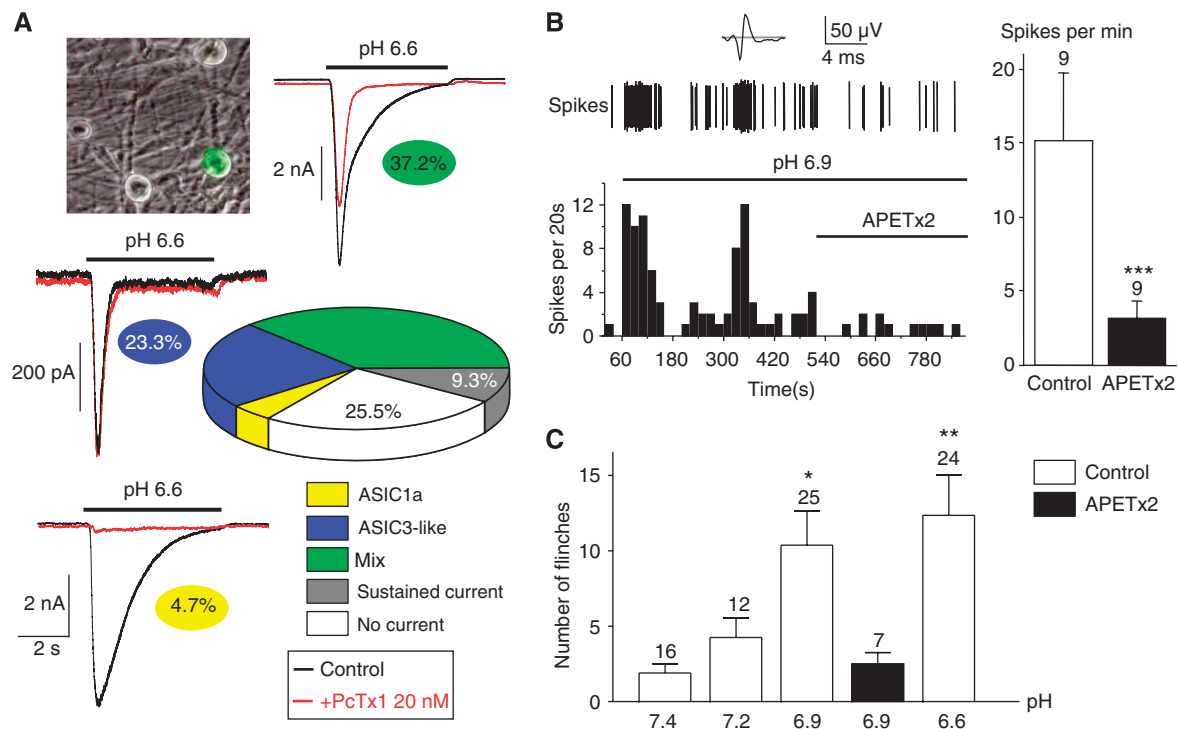 A
pH 6.6
2 nA
37.2%
pH 6.6
200 pA
23.3%
9.3%
25.5%
pH 6.6
2 nA
2 s
4.7%
ASIC1a
ASIC3-like
Mix
Sustained current
No current
Control
+PcTx1 20 nM
B
50 µV
4 ms
Spikes
pH 6.9
APETx2
Spikes per 20s
12
8
4
0
60 180 300 420 540 660 780
Time(s)
Spikes per min
20
15
10
5
0
9
***
9
Control APETx2
C
Number of flinches
15
10
5
0
16
12
*
25
7
**
24
pH
7.4 7.2 6.9 6.9 6.6
Control
APETx2